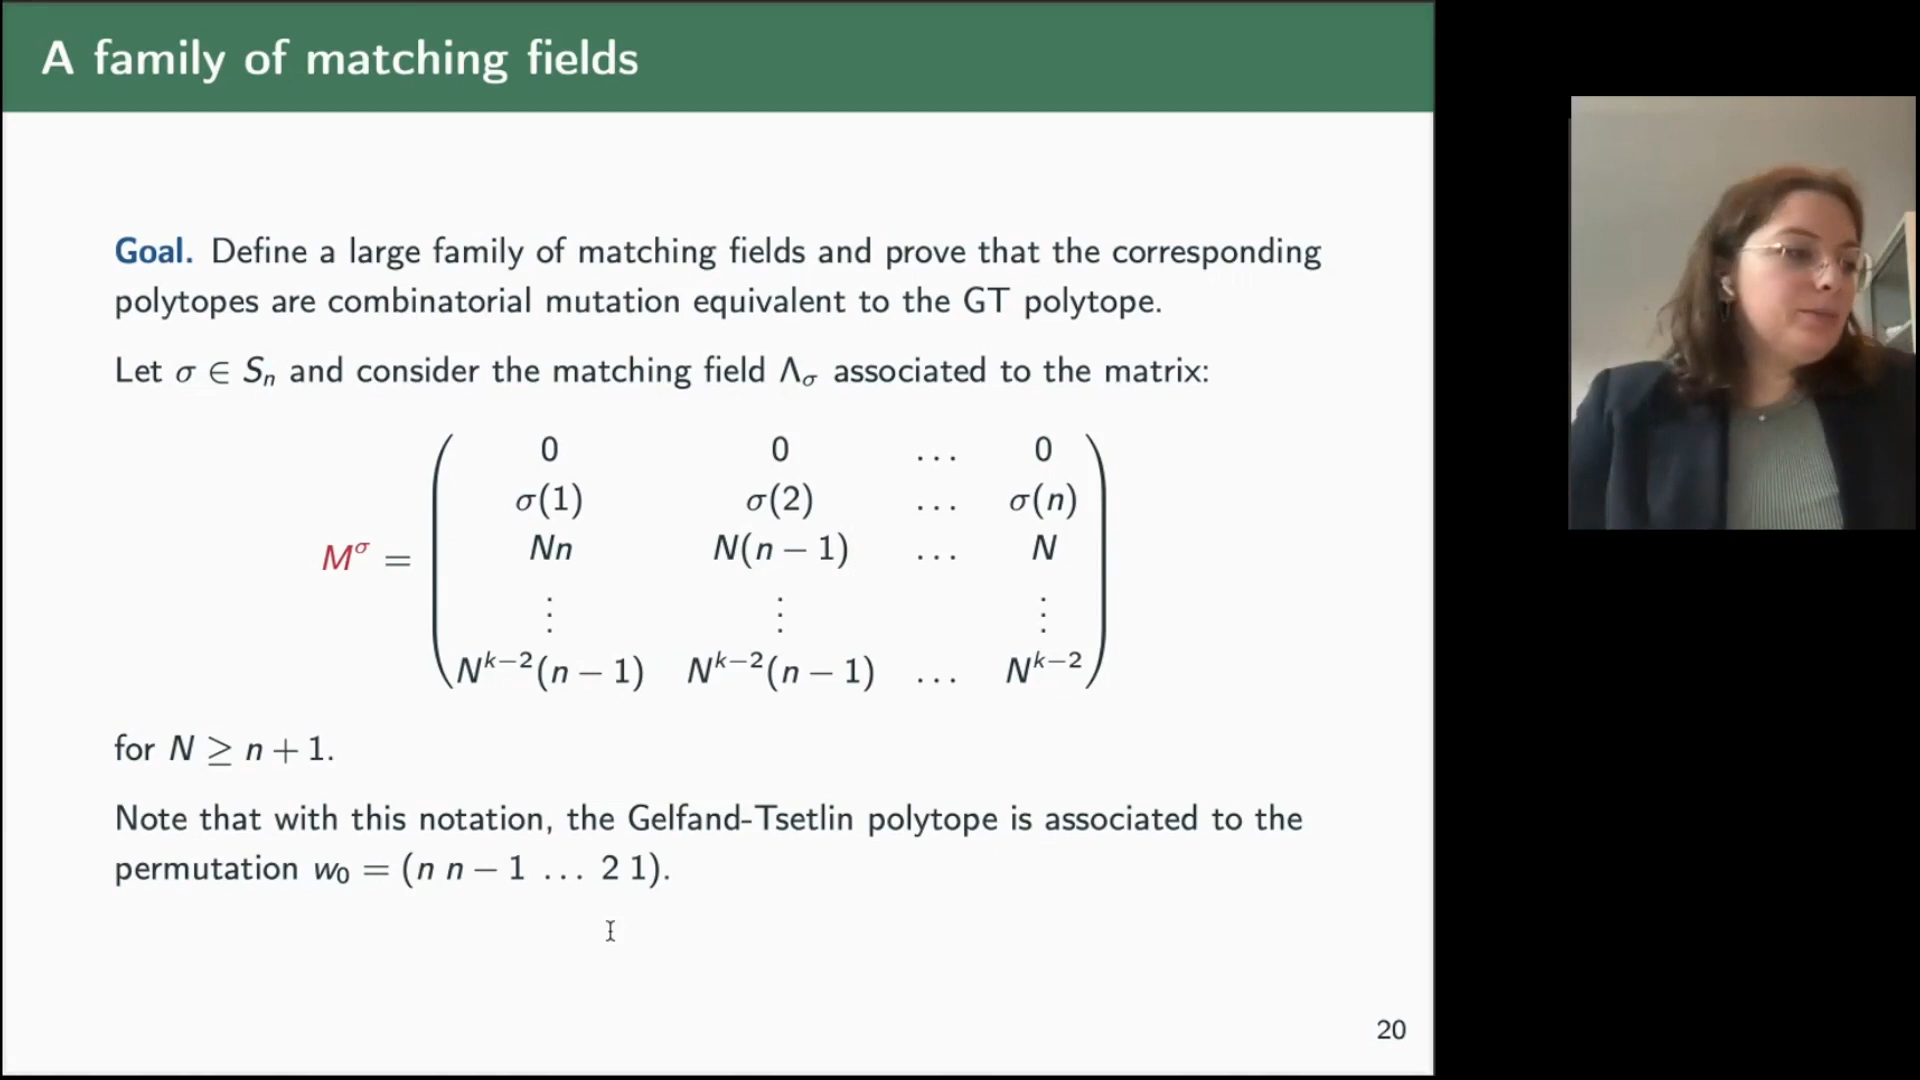 A family of matching fields
Goal. Define a large family of matching fields and prove that the corresponding
polytopes are combinatorial mutation equivalent to the GT polytope.
Let σ ∈ Sₙ and consider the matching field Λ_σ associated to the matrix:
0 0 ... 0
σ(1) σ(2) ... σ(n)
Nn N(n − 1) ... N
M^σ =
⋮ ⋮ ⋮
N^{k−2}(n − 1) N^{k−2}(n − 1) ... N^{k−2}
for N ≥ n + 1.
Note that with this notation, the Gelfand-Tsetlin polytope is associated to the
permutation w₀ = (n n − 1 ... 2 1).
20